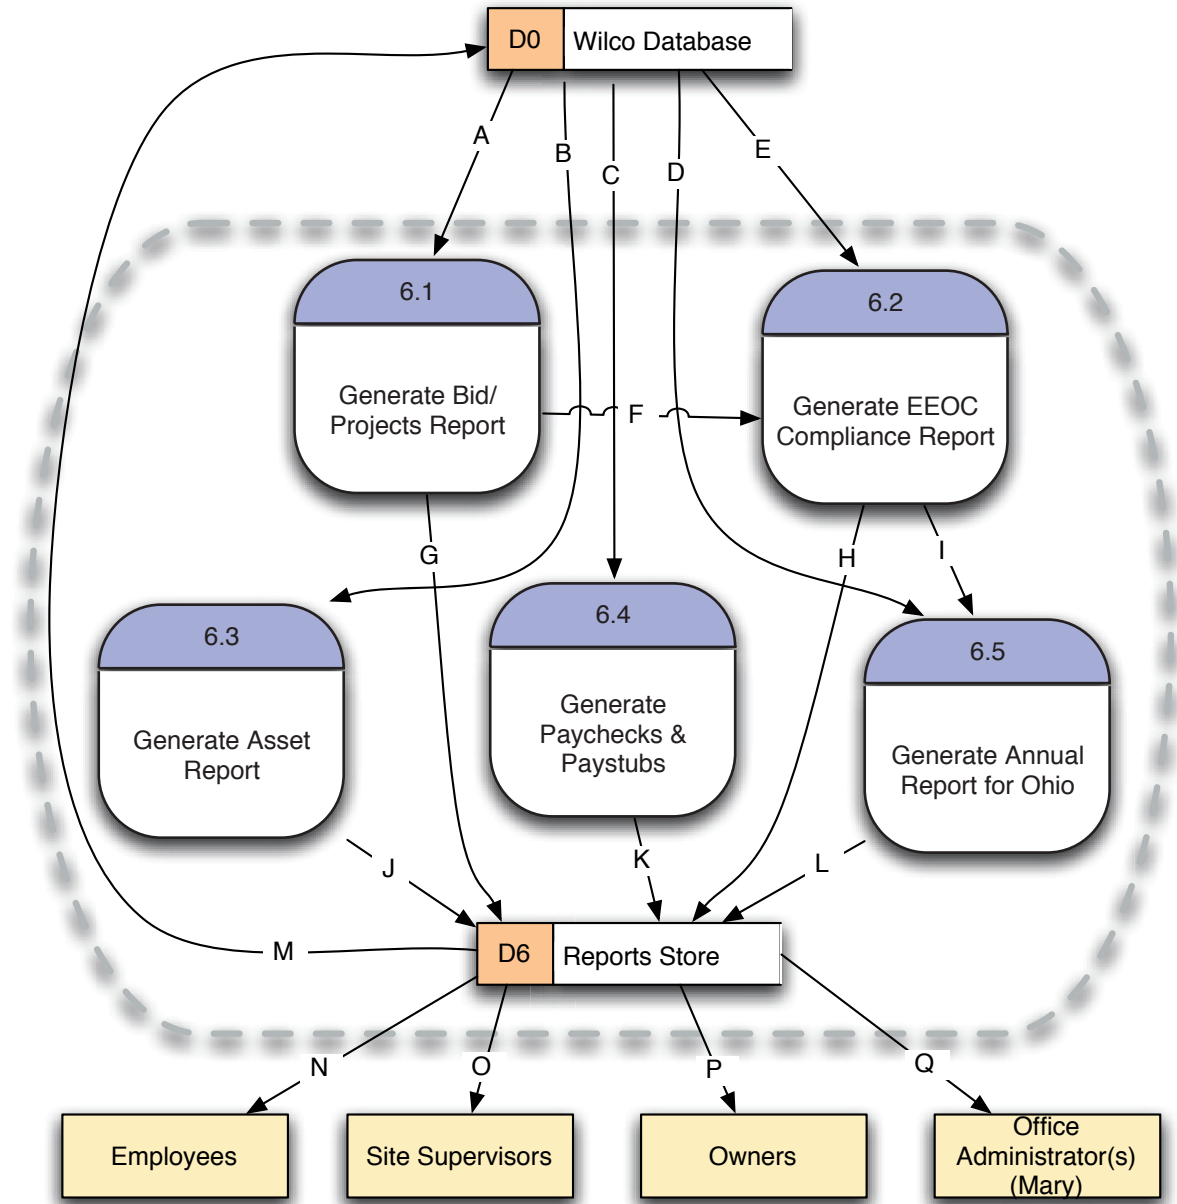 D0 Wilco Database
A
B
C
D
E
6.1
Generate Bid/
Projects Report
6.2
Generate EEOC
Compliance Report
F
G
H
I
6.3
Generate Asset
Report
6.4
Generate
Paychecks &
Paystubs
6.5
Generate Annual
Report for Ohio
J
K
L
M
D6 Reports Store
N
O
P
Q
Employees
Site Supervisors
Owners
Office
Administrator(s)
(Mary)